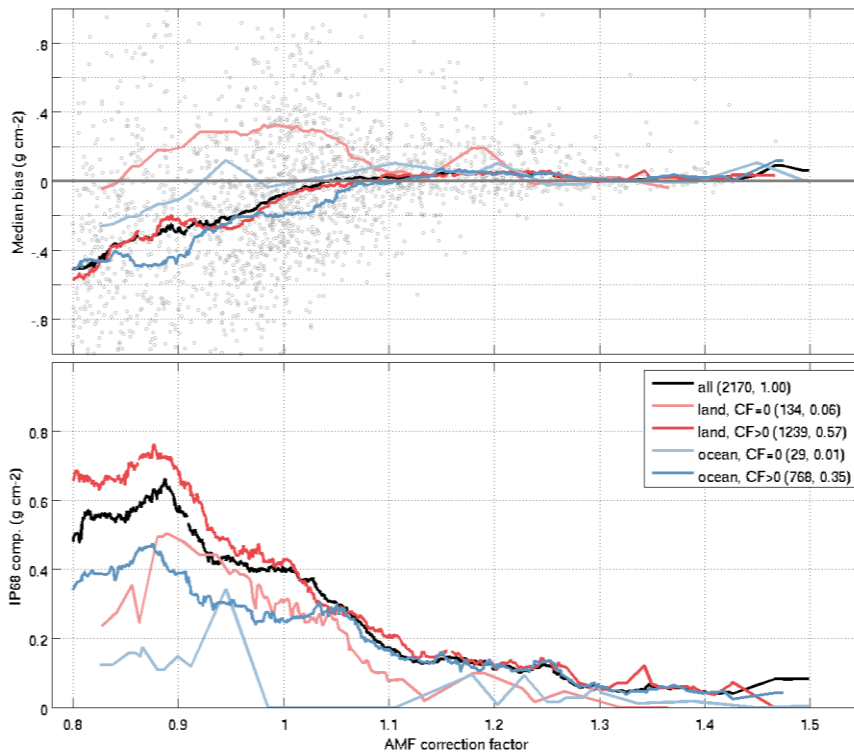 .8
.4
0
-.4
-.8
Median bias (g cm-2)
all (2170, 1.00)
land, CF=0 (134, 0.06)
land, CF>0 (1239, 0.57)
ocean, CF=0 (29, 0.01)
ocean, CF>0 (768, 0.35)
0.8
0.6
0.4
0.2
0
IP68 comp. (g cm-2)
0.8 0.9 1 1.1 1.2 1.3 1.4 1.5
AMF correction factor